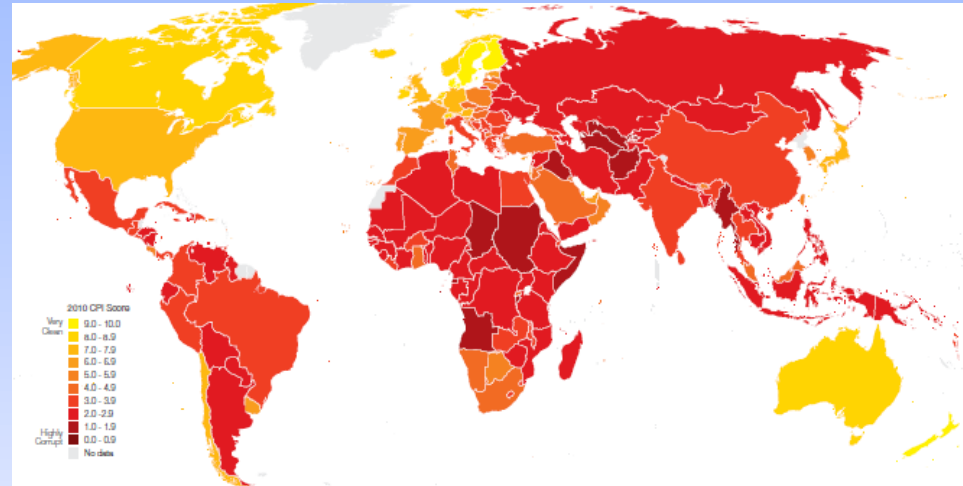 2010 CPI Score
Very
Clean
9.0 - 10.0
8.0 - 8.9
7.0 - 7.9
6.0 - 6.9
5.0 - 5.9
4.0 - 4.9
3.0 - 3.9
2.0 - 2.9
1.0 - 1.9
0.0 - 0.9
Highly
Corrupt
No data